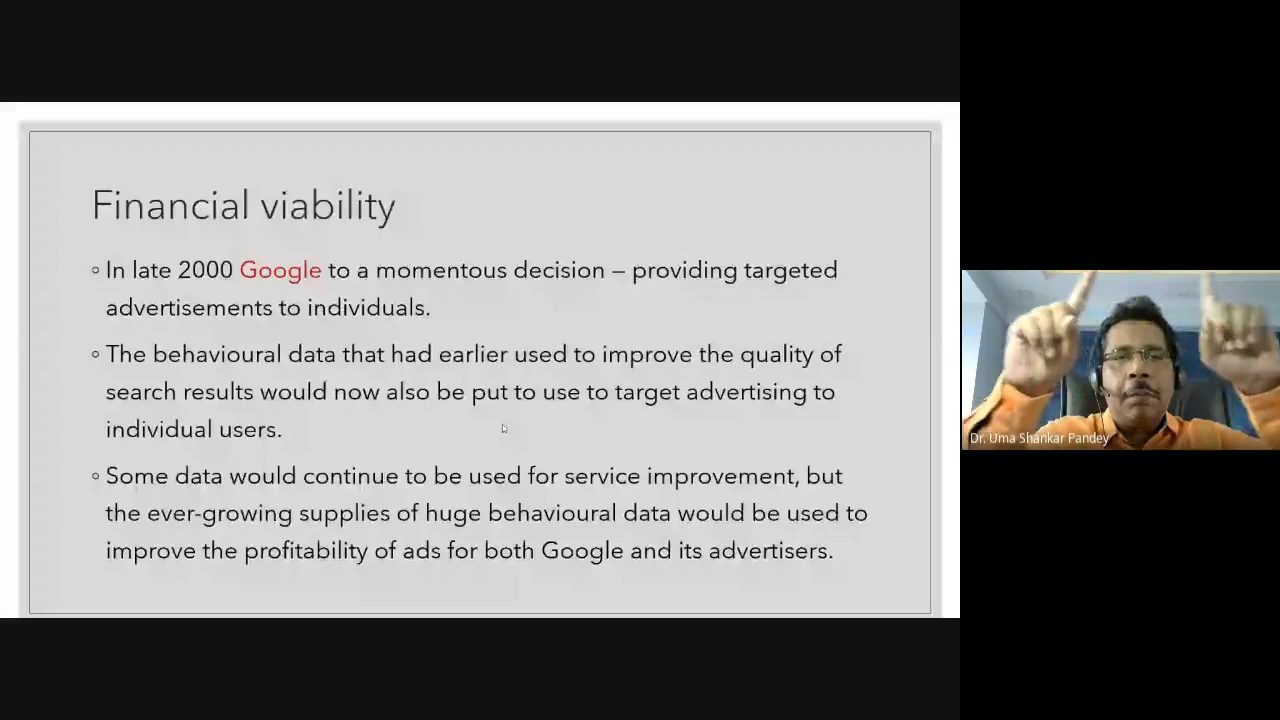 Financial viability
In late 2000 Google to a momentous decision – providing targeted
advertisements to individuals.
The behavioural data that had earlier used to improve the quality of
search results would now also be put to use to target advertising to
individual users.
Some data would continue to be used for service improvement, but
the ever-growing supplies of huge behavioural data would be used to
improve the profitability of ads for both Google and its advertisers.
Dr. Uma Shankar Pandey